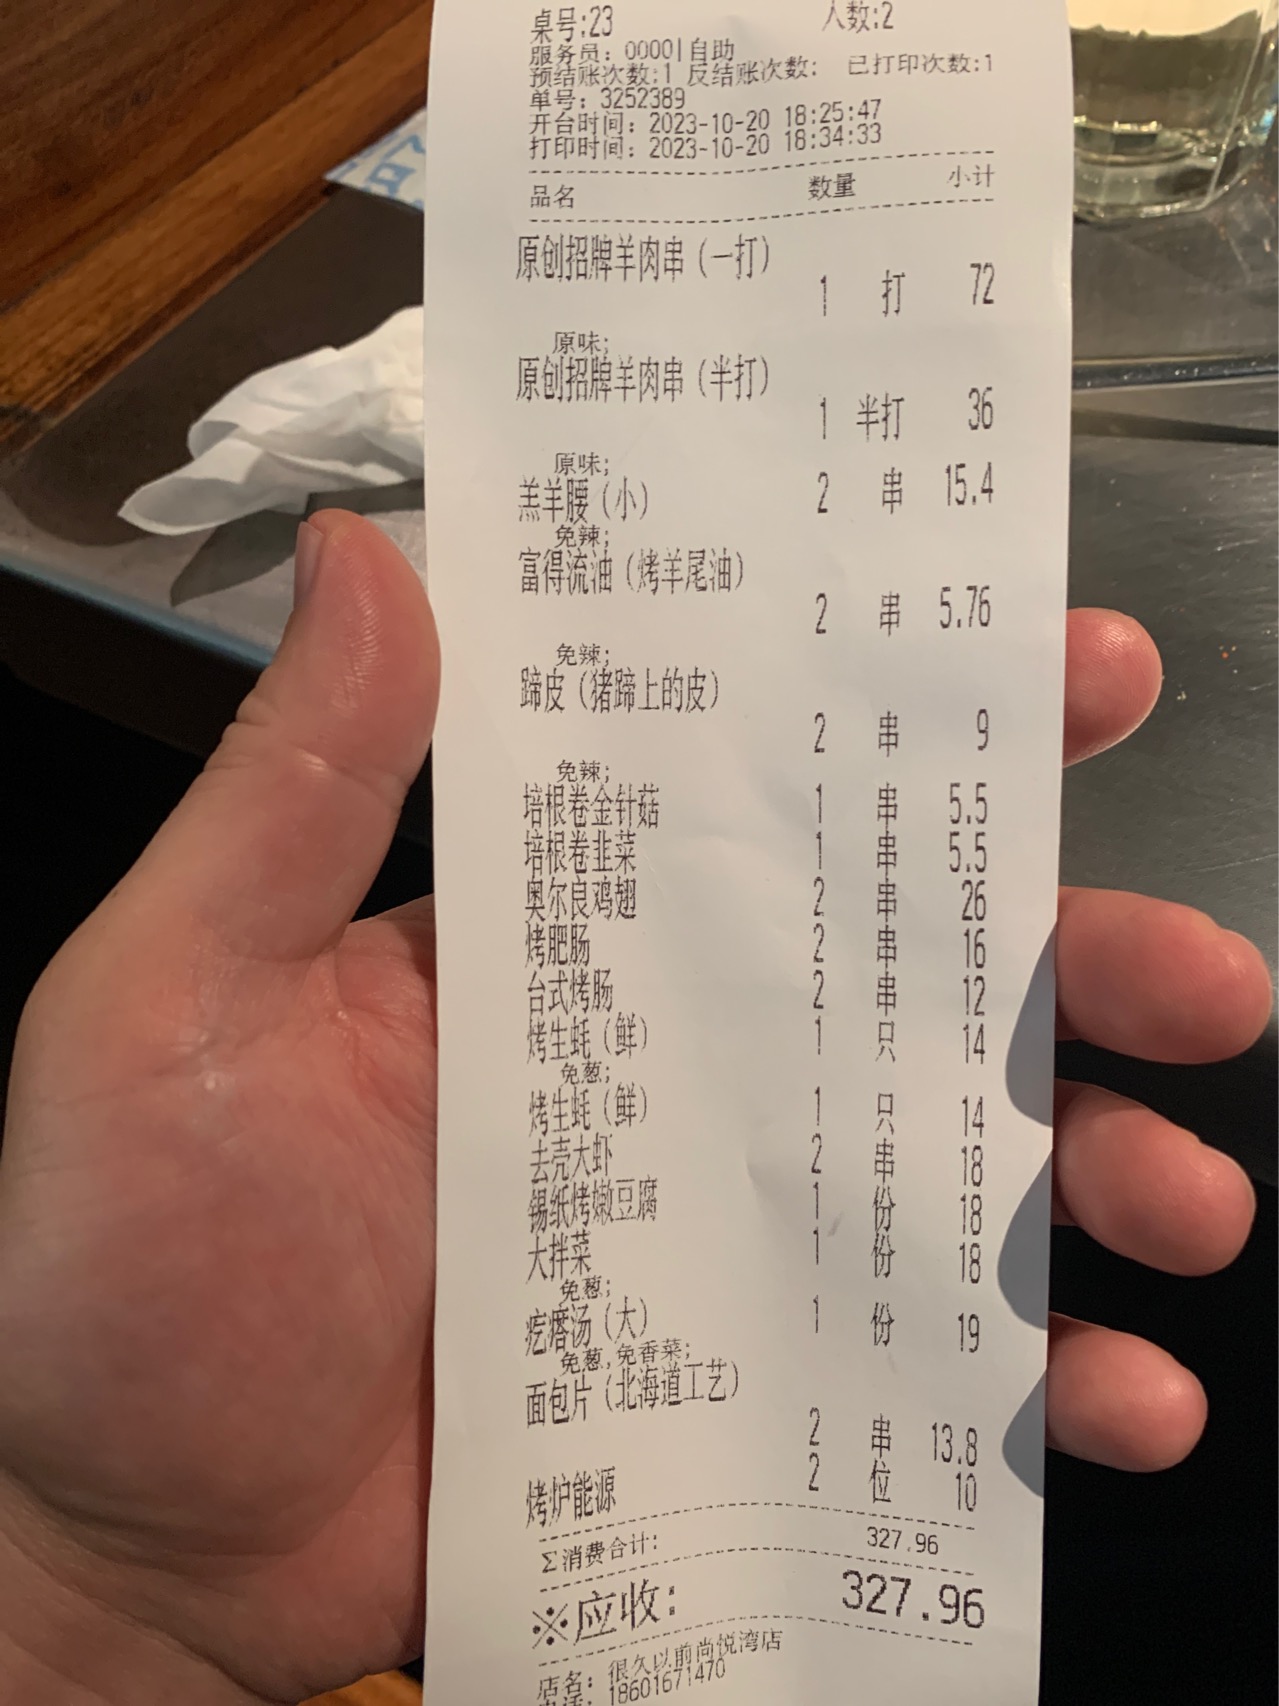 桌号:23 人数:2
服务员: 0000|自助
预结账次数:1 反结账次数: 已打印次数:1
单号: 3252389
开台时间: 2023-10-20 18:25:47
打印时间: 2023-10-20 18:34:33
品名 数量 小计
原创招牌羊肉串(一打)
1 打 72
原味;
原创招牌羊肉串(半打)
1 半打 36
原味;
羔羊腰(小) 2 串 15.4
免辣;
富得流油(烤羊尾油)
2 串 5.76
免辣;
蹄皮(猪蹄上的皮)
2 串 9
免辣;
培根卷金针菇 1 串 5.5
培根卷韭菜 1 串 5.5
奥尔良鸡翅 2 串 26
烤肥肠 2 串 16
台式烤肠 2 串 12
烤生蚝(鲜) 1 只 14
免葱;
烤生蚝(鲜) 1 只 14
去壳大虾 2 串 18
锡纸烤嫩豆腐 1 份 18
大拌菜 1 份 18
免葱;
疙瘩汤(大) 1 份 19
免葱,免香菜;
面包片(北海道工艺)
2 串 13.8
烤炉能源 2 位 10
Σ消费合计: 327.96
※应收: 327.96
店名: 很久以前尚悦湾店
18601671470